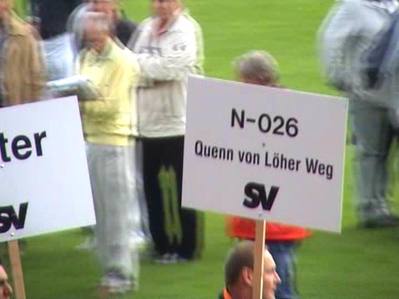 ter
SV
N-026
Quenn von Löher Weg
SV